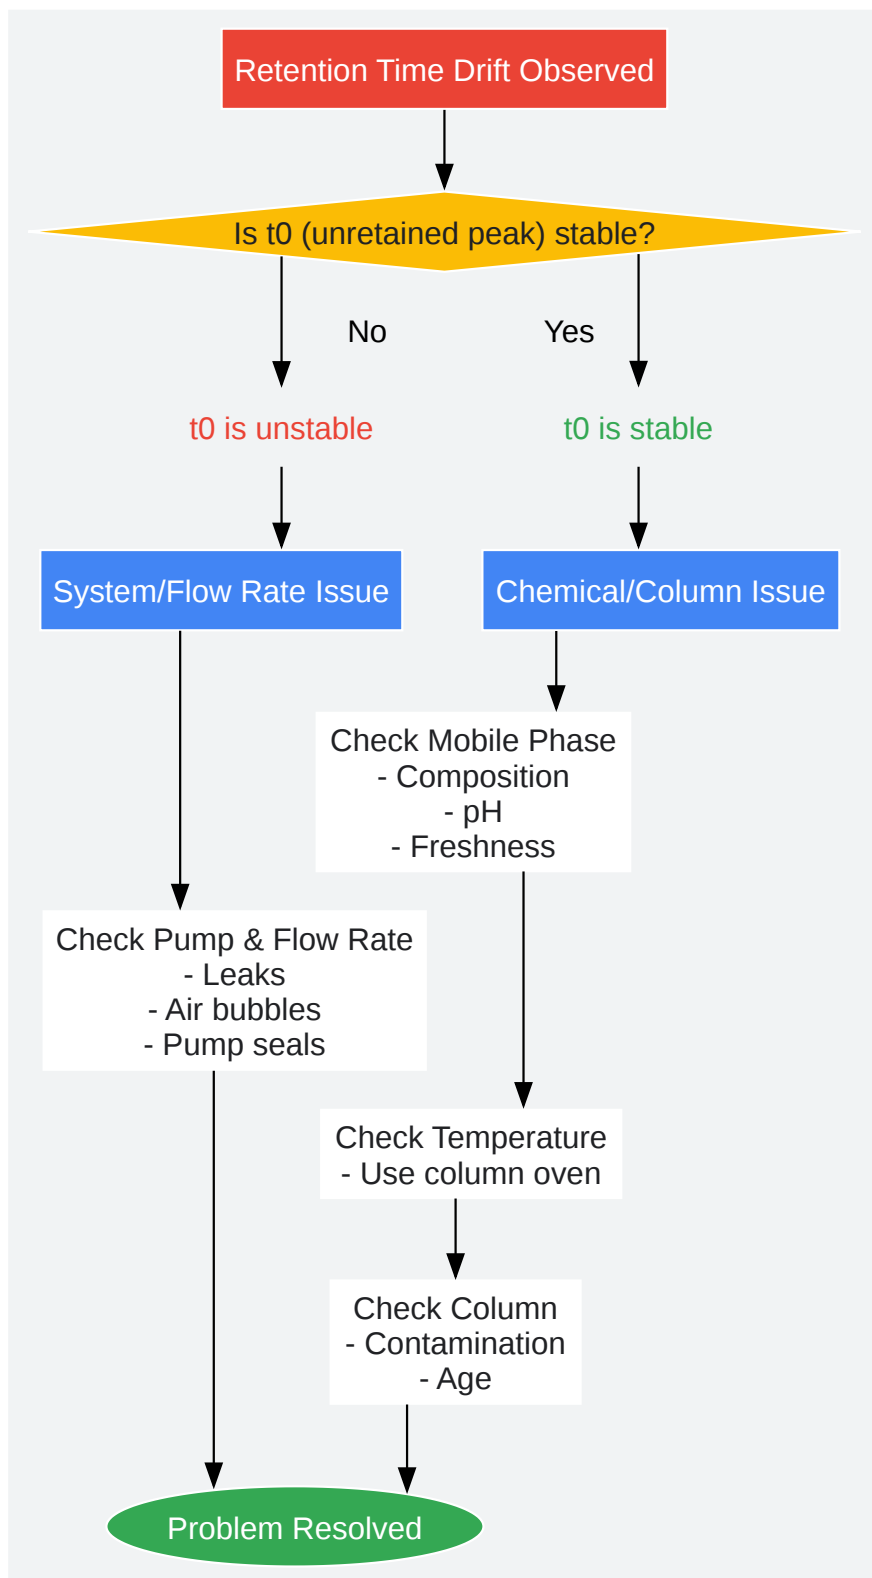 Retention Time Drift Observed
Is t0 (unretained peak) stable?
No
Yes
t0 is unstable
t0 is stable
System/Flow Rate Issue
Chemical/Column Issue
Check Mobile Phase
- Composition
- pH
- Freshness
Check Pump & Flow Rate
- Leaks
- Air bubbles
- Pump seals
Check Temperature
- Use column oven
Check Column
- Contamination
- Age
Problem Resolved